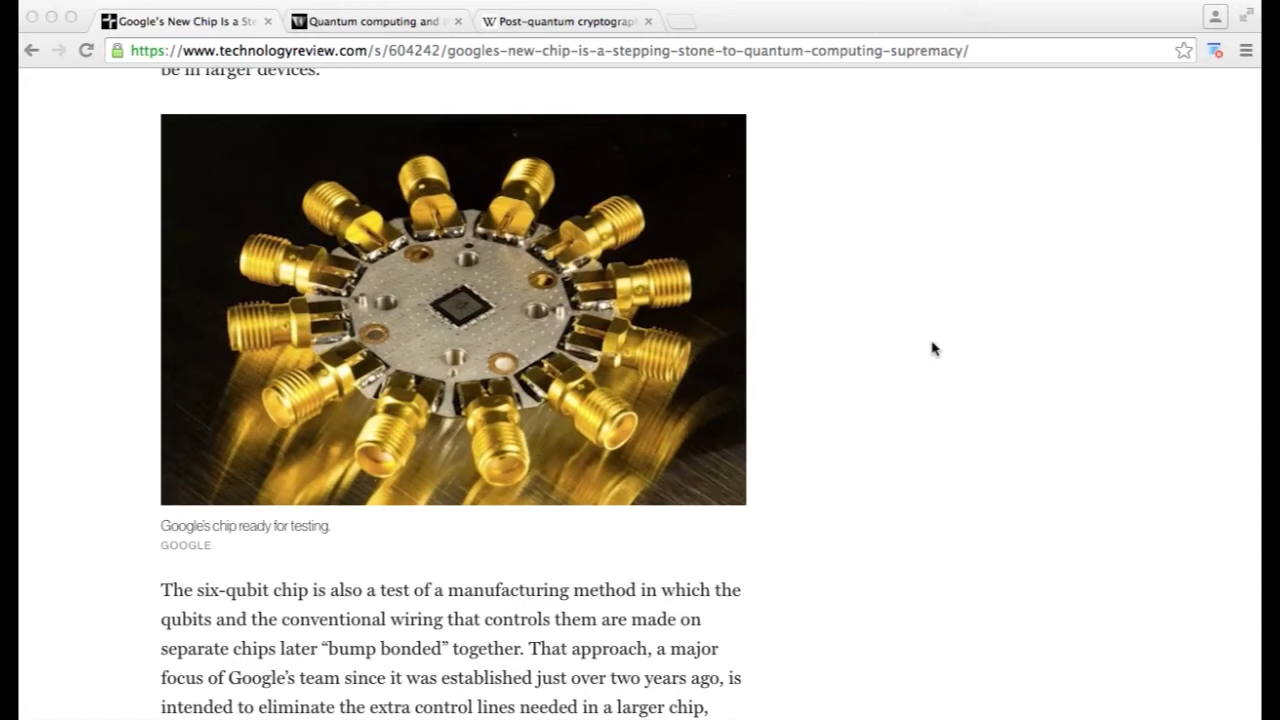 Google's New Chip Is a Ste
Quantum computing and
Post-quantum cryptograp
https://www.technologyreview.com/s/604242/googles-new-chip-is-a-stepping-stone-to-quantum-computing-supremacy/
be in larger devices.
Google's chip ready for testing.
GOOGLE
The six-qubit chip is also a test of a manufacturing method in which the
qubits and the conventional wiring that controls them are made on
separate chips later “bump bonded” together. That approach, a major
focus of Google’s team since it was established just over two years ago, is
intended to eliminate the extra control lines needed in a larger chip,